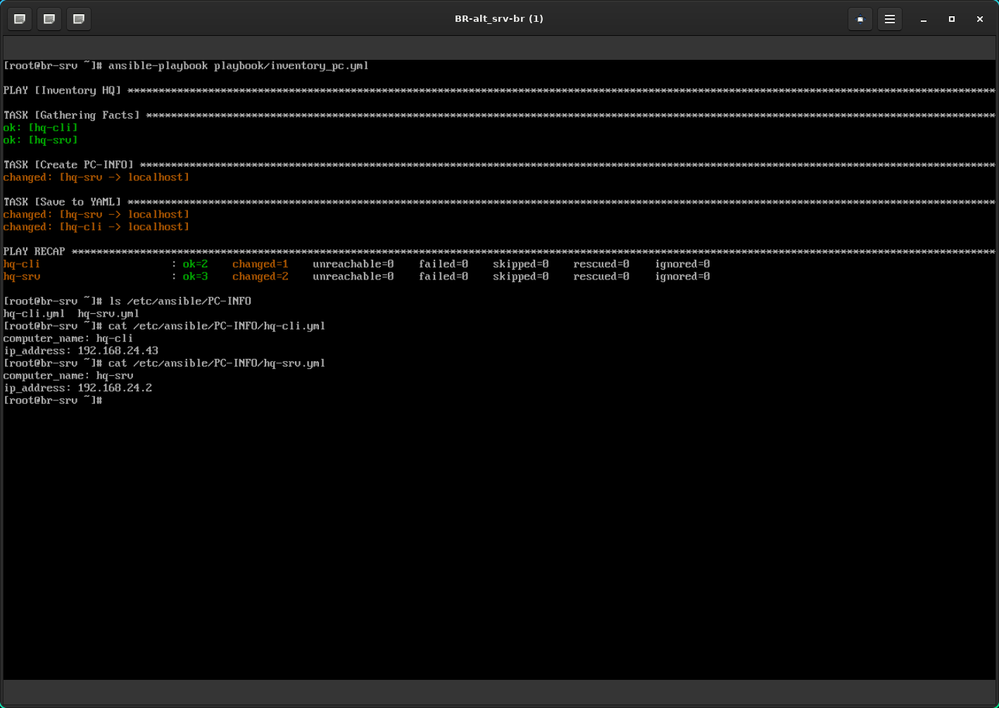 BR-alt_srv-br (1)
[root@br-srv ~]# ansible-playbook playbook/inventory_pc.yml
PLAY [Inventory HQ] ********************************************************************************************************************************************
TASK [Gathering Facts] *****************************************************************************************************************************************
ok: [hq-cli]
ok: [hq-srv]
TASK [Create PC-INFO] ******************************************************************************************************************************************
changed: [hq-srv -> localhost]
TASK [Save to YAML] ********************************************************************************************************************************************
changed: [hq-srv -> localhost]
changed: [hq-cli -> localhost]
PLAY RECAP *****************************************************************************************************************************************************
hq-cli                     : ok=2    changed=1    unreachable=0    failed=0    skipped=0    rescued=0    ignored=0
hq-srv                     : ok=3    changed=2    unreachable=0    failed=0    skipped=0    rescued=0    ignored=0
[root@br-srv ~]# ls /etc/ansible/PC-INFO
hq-cli.yml  hq-srv.yml
[root@br-srv ~]# cat /etc/ansible/PC-INFO/hq-cli.yml
computer_name: hq-cli
ip_address: 192.168.24.43
[root@br-srv ~]# cat /etc/ansible/PC-INFO/hq-srv.yml
computer_name: hq-srv
ip_address: 192.168.24.2
[root@br-srv ~]#